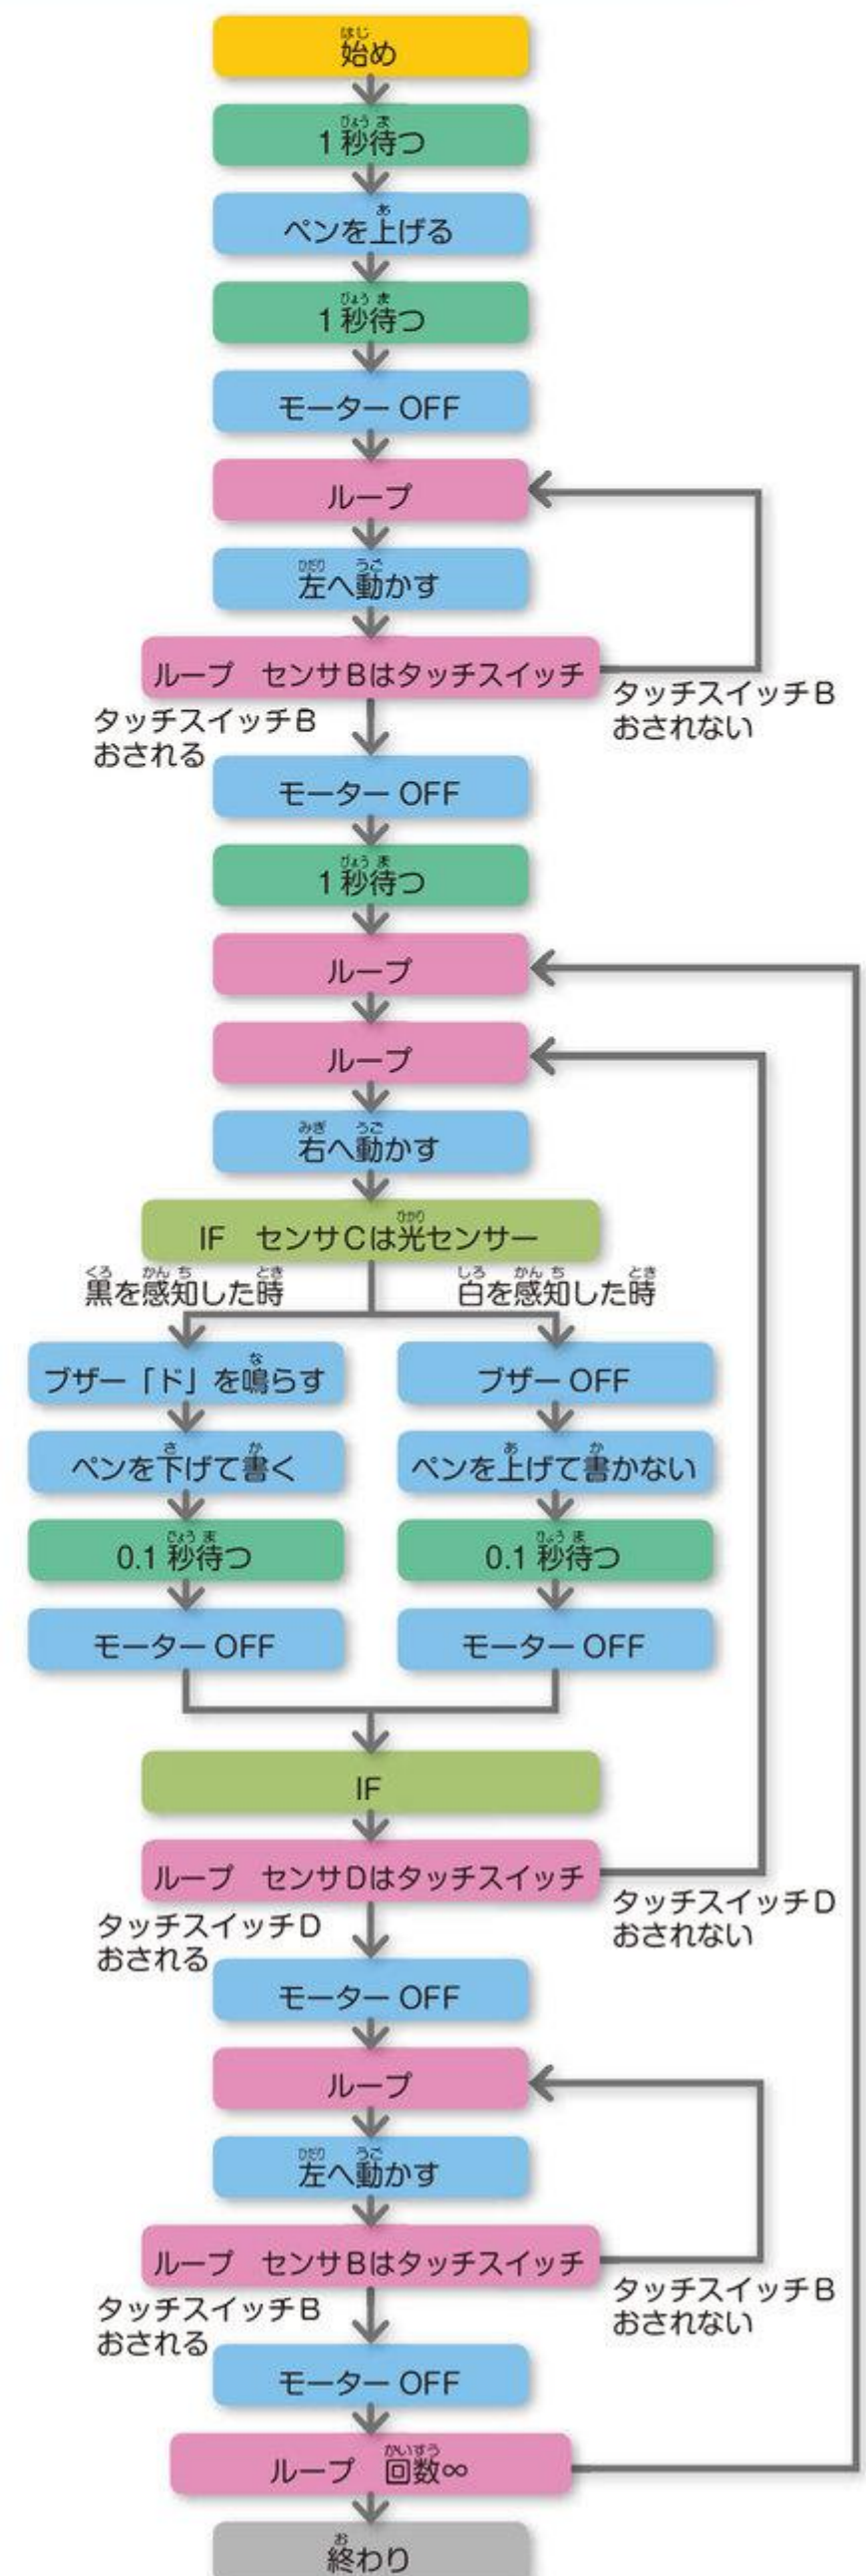 始め
1秒待つ
ペンを上げる
1秒待つ
モーター OFF
ループ
左へ動かす
ループ センサBはタッチスイッチ
タッチスイッチB
おされない
タッチスイッチB
おされる
モーター OFF
1秒待つ
ループ
ループ
右へ動かす
IF センサCは光センサー
黒を感知した時
白を感知した時
ブザー「ド」を鳴らす
ブザー OFF
ペンを下げて書く
ペンを上げて書かない
0.1 秒待つ
0.1 秒待つ
モーター OFF
モーター OFF
IF
ループ センサDはタッチスイッチ
タッチスイッチD
おされない
タッチスイッチD
おされる
モーター OFF
ループ
左へ動かす
ループ センサBはタッチスイッチ
タッチスイッチB
おされない
タッチスイッチB
おされる
モーター OFF
ループ 回数∞
終わり